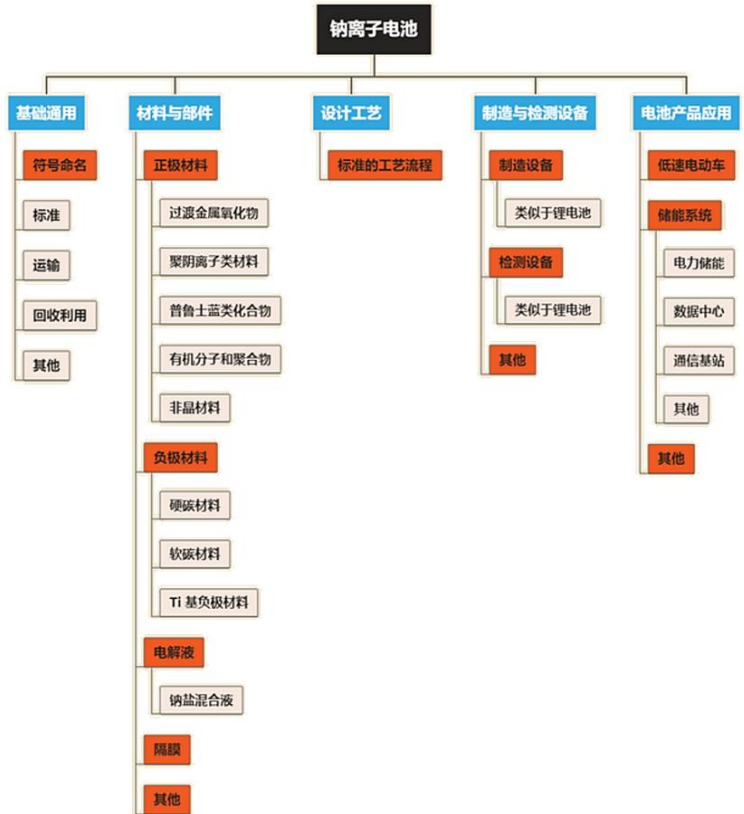 钠离子电池
基础通用
符号命名
标准
运输
回收利用
其他
材料与部件
正极材料
过渡金属氧化物
聚阴离子类材料
普鲁士蓝类化合物
有机分子和聚合物
非晶材料
负极材料
硬碳材料
软碳材料
Ti 基负极材料
电解液
钠盐混合液
隔膜
其他
设计工艺
标准的工艺流程
制造与检测设备
制造设备
类似于锂电池
检测设备
类似于锂电池
其他
电池产品应用
低速电动车
储能系统
电力储能
数据中心
通信基站
其他
其他